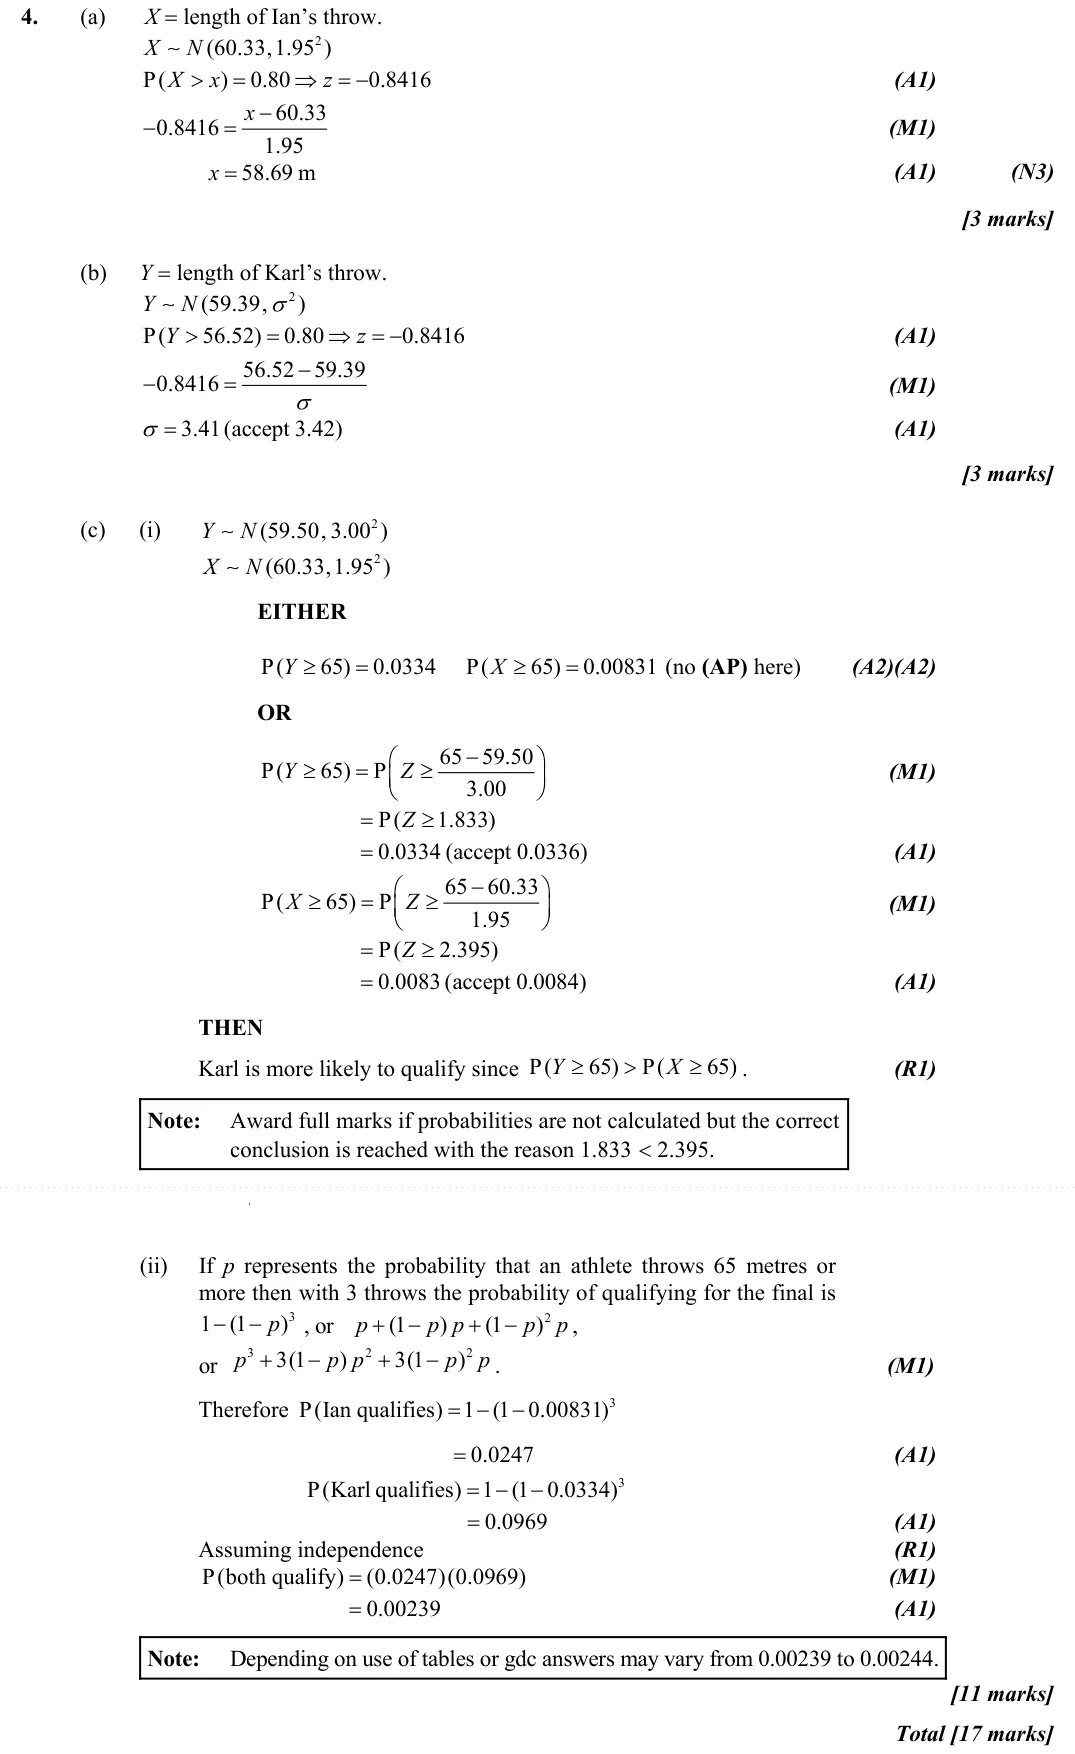 4. (a) X = length of Ian's throw.
X ~ N(60.33, 1.95²)
P(X > x) = 0.80 ⇒ z = −0.8416 (A1)
−0.8416 = (x − 60.33)/1.95 (M1)
x = 58.69 m (A1) (N3)
[3 marks]
(b) Y = length of Karl's throw.
Y ~ N(59.39, σ²)
P(Y > 56.52) = 0.80 ⇒ z = −0.8416 (A1)
−0.8416 = (56.52 − 59.39)/σ (M1)
σ = 3.41 (accept 3.42) (A1)
[3 marks]
(c) (i) Y ~ N(59.50, 3.00²)
X ~ N(60.33, 1.95²)
EITHER
P(Y ≥ 65) = 0.0334 P(X ≥ 65) = 0.00831 (no (AP) here) (A2)(A2)
OR
P(Y ≥ 65) = P(Z ≥ (65 − 59.50)/3.00) (M1)
= P(Z ≥ 1.833)
= 0.0334 (accept 0.0336) (A1)
P(X ≥ 65) = P(Z ≥ (65 − 60.33)/1.95) (M1)
= P(Z ≥ 2.395)
= 0.0083 (accept 0.0084) (A1)
THEN
Karl is more likely to qualify since P(Y ≥ 65) > P(X ≥ 65). (R1)
Note: Award full marks if probabilities are not calculated but the correct
conclusion is reached with the reason 1.833 < 2.395.
(ii) If p represents the probability that an athlete throws 65 metres or
more then with 3 throws the probability of qualifying for the final is
1 − (1 − p)³, or p + (1 − p)p + (1 − p)² p,
or p³ + 3(1 − p)p² + 3(1 − p)² p. (M1)
Therefore P(Ian qualifies) = 1 − (1 − 0.00831)³
= 0.0247 (A1)
P(Karl qualifies) = 1 − (1 − 0.0334)³
= 0.0969 (A1)
Assuming independence (R1)
P(both qualify) = (0.0247)(0.0969) (M1)
= 0.00239 (A1)
Note: Depending on use of tables or gdc answers may vary from 0.00239 to 0.00244.
[11 marks]
Total [17 marks]